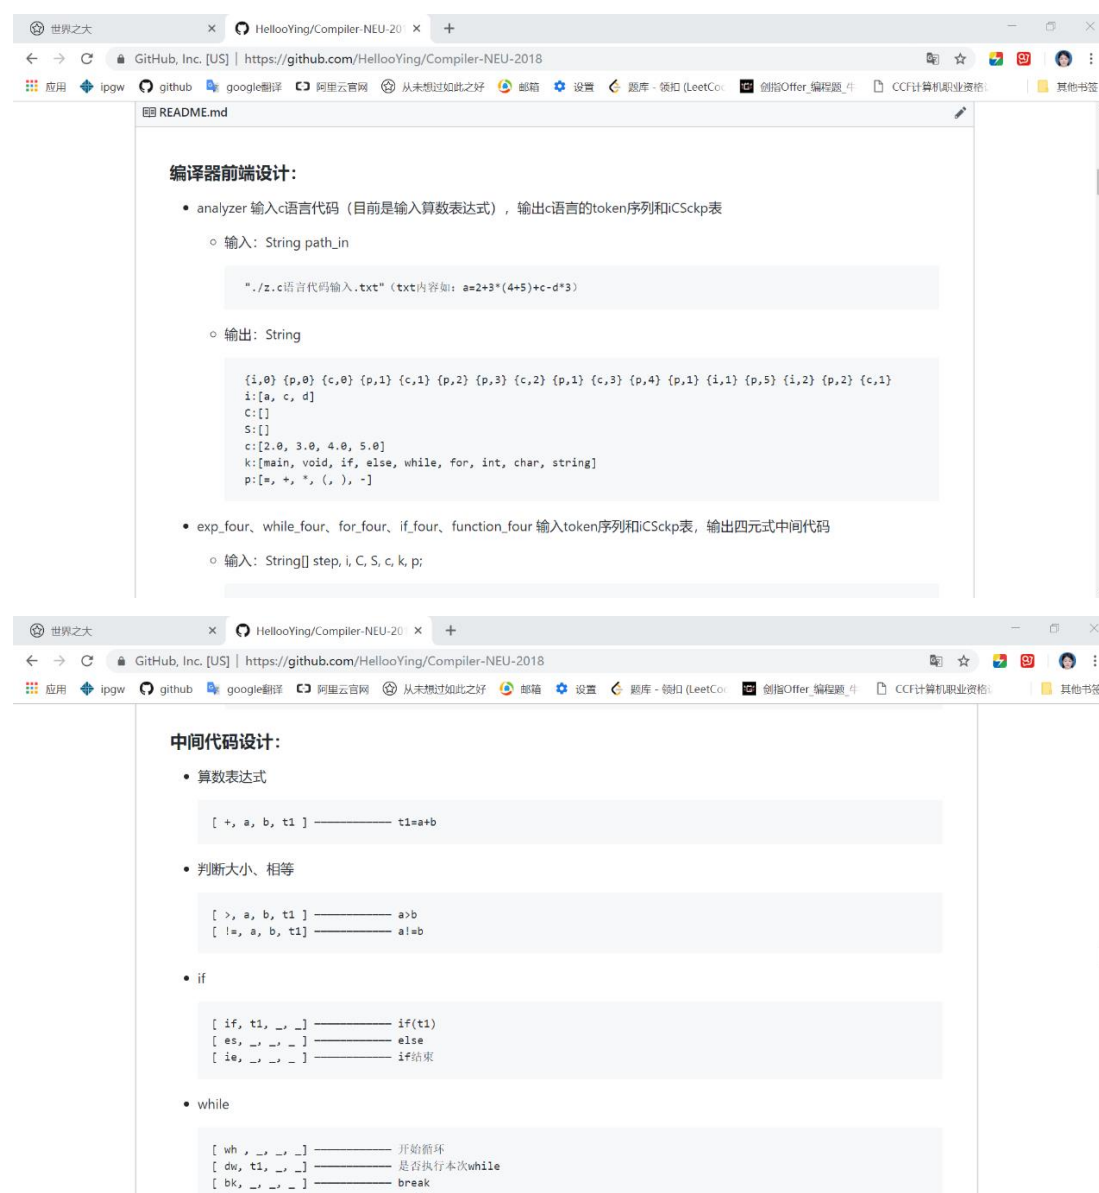 世界之大
HellooYing/Compiler-NEU-20
GitHub, Inc. [US] | https://github.com/HellooYing/Compiler-NEU-2018
应用 ipgw github google翻译 阿里云官网 从未想过如此之好 邮箱 设置 题库 - 领扣 (LeetCo 剑指Offer_编程题_牛 CCF计算机职业资格 其他书签
README.md
编译器前端设计：
analyzer 输入c语言代码（目前是输入算数表达式），输出c语言的token序列和iCSckp表
输入：String path_in
"./z.c语言代码输入.txt"（txt内容如：a=2+3*(4+5)+c-d*3）
输出：String
{i,0} {p,0} {c,0} {p,1} {c,1} {p,2} {p,3} {c,2} {p,1} {c,3} {p,4} {p,1} {i,1} {p,5} {i,2} {p,2} {c,1}
i:[a, c, d]
C:[]
S:[]
c:[2.0, 3.0, 4.0, 5.0]
k:[main, void, if, else, while, for, int, char, string]
p:[=, +, *, (, ), -]
exp_four、while_four、for_four、if_four、function_four 输入token序列和iCSckp表，输出四元式中间代码
输入：String[] step, i, C, S, c, k, p;
世界之大
HellooYing/Compiler-NEU-20
GitHub, Inc. [US] | https://github.com/HellooYing/Compiler-NEU-2018
应用 ipgw github google翻译 阿里云官网 从未想过如此之好 邮箱 设置 题库 - 领扣 (LeetCo 剑指Offer_编程题_牛 CCF计算机职业资格 其他书签
中间代码设计：
算数表达式
[ +, a, b, t1 ] ———————— t1=a+b
判断大小、相等
[ >, a, b, t1 ] ———————— a>b
[ !=, a, b, t1] ———————— a!=b
if
[ if, t1, _, _] ———————— if(t1)
[ es, _, _, _ ] ———————— else
[ ie, _, _, _ ] ———————— if结束
while
[ wh , _, _, _] ———————— 开始循环
[ dw, t1, _, _] ———————— 是否执行本次while
[ bk, _, _, _ ] ———————— break